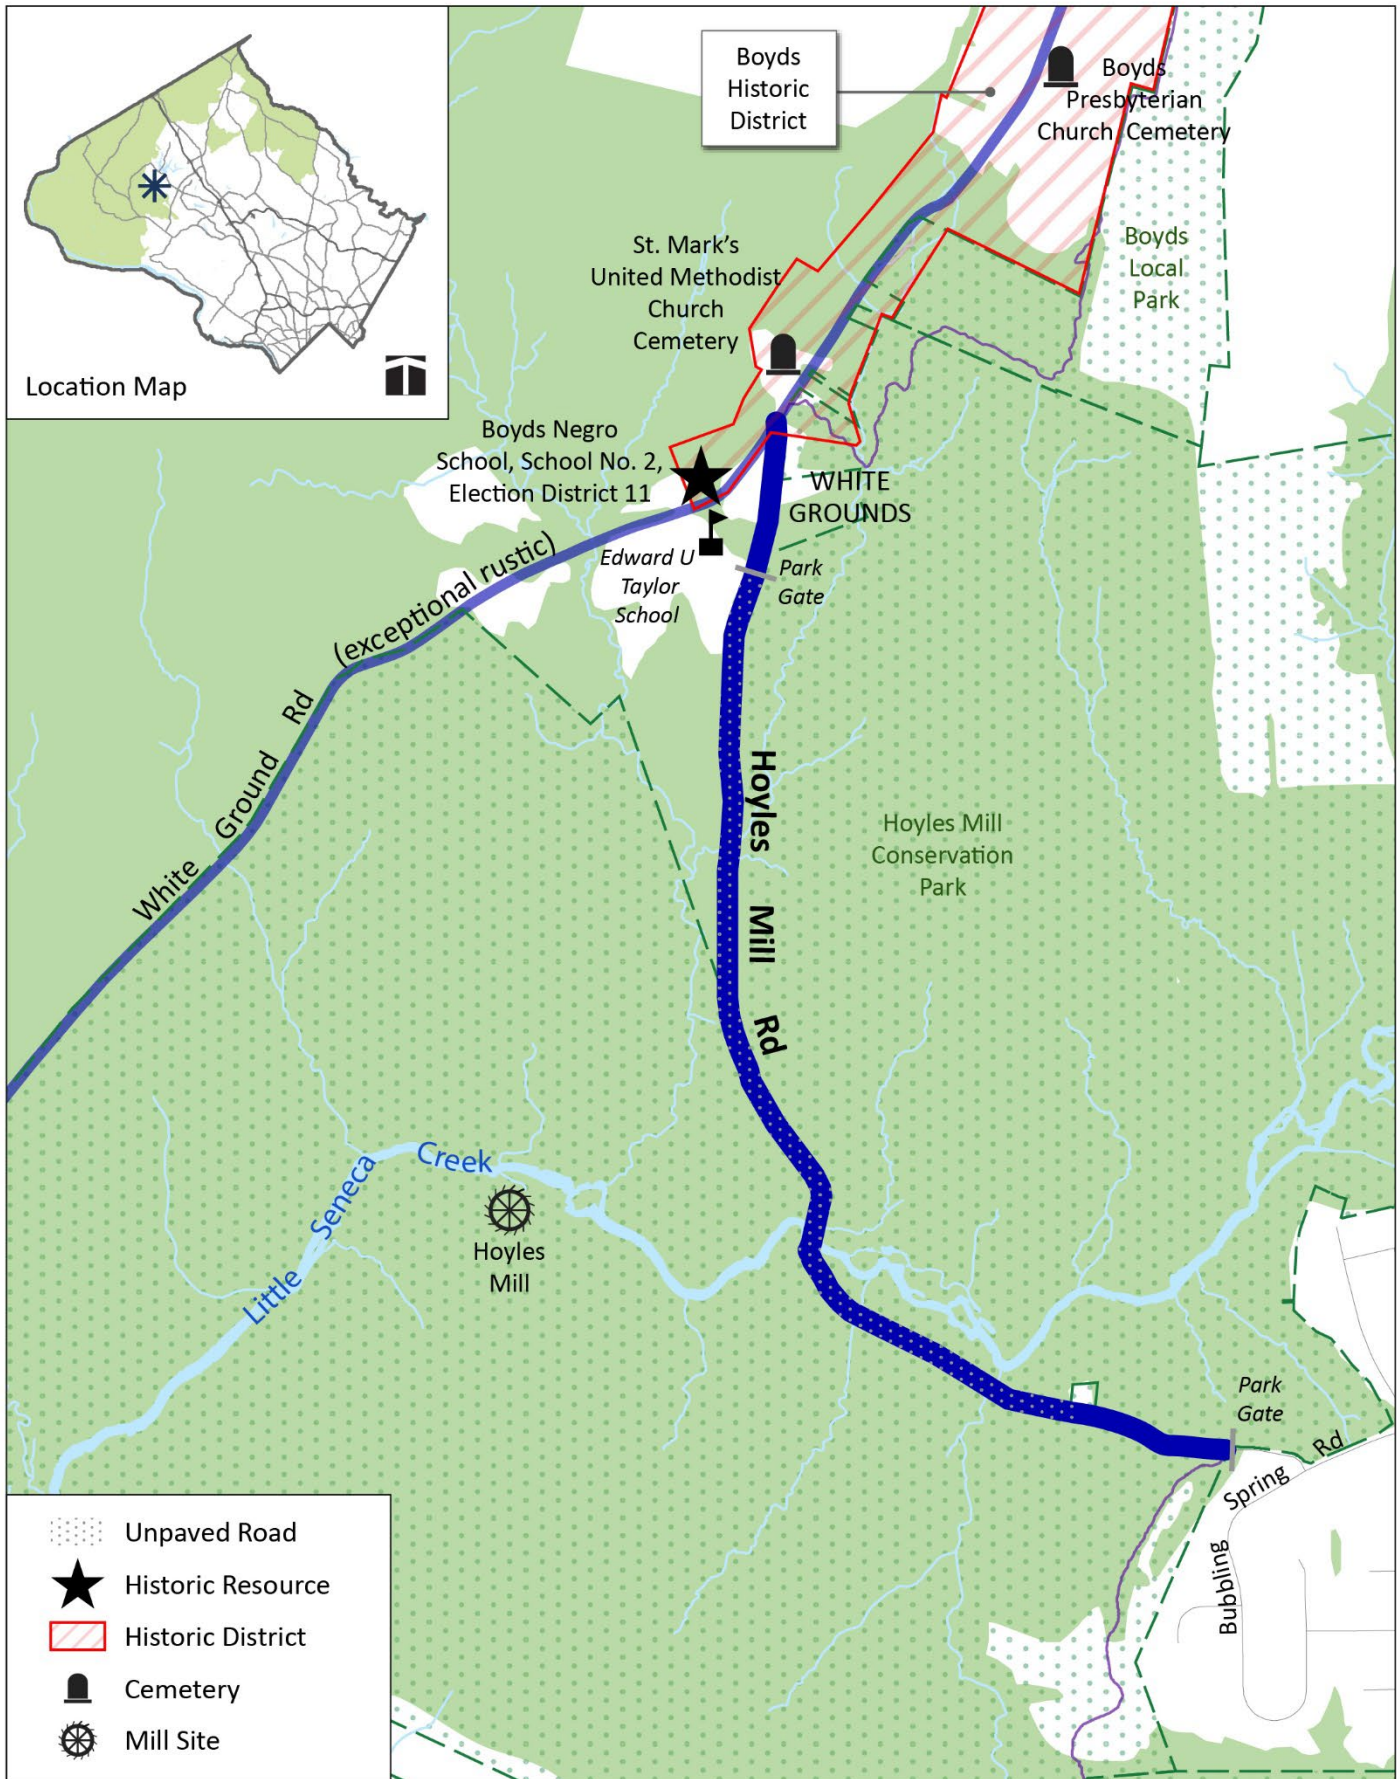 Location Map
Boyds
Historic
District
Boyds
Presbyterian
Church Cemetery
St. Mark's
United Methodist
Church
Cemetery
Boyds
Local
Park
Boyds Negro
School, School No. 2,
Election District 11
WHITE
GROUNDS
Edward U
Taylor
School
Park
Gate
(exceptional rustic)
White Ground Rd
Hoyles Mill Rd
Hoyles Mill
Conservation
Park
Little Seneca Creek
Hoyles
Mill
Park
Gate
Bubbling Spring Rd
Unpaved Road
Historic Resource
Historic District
Cemetery
Mill Site